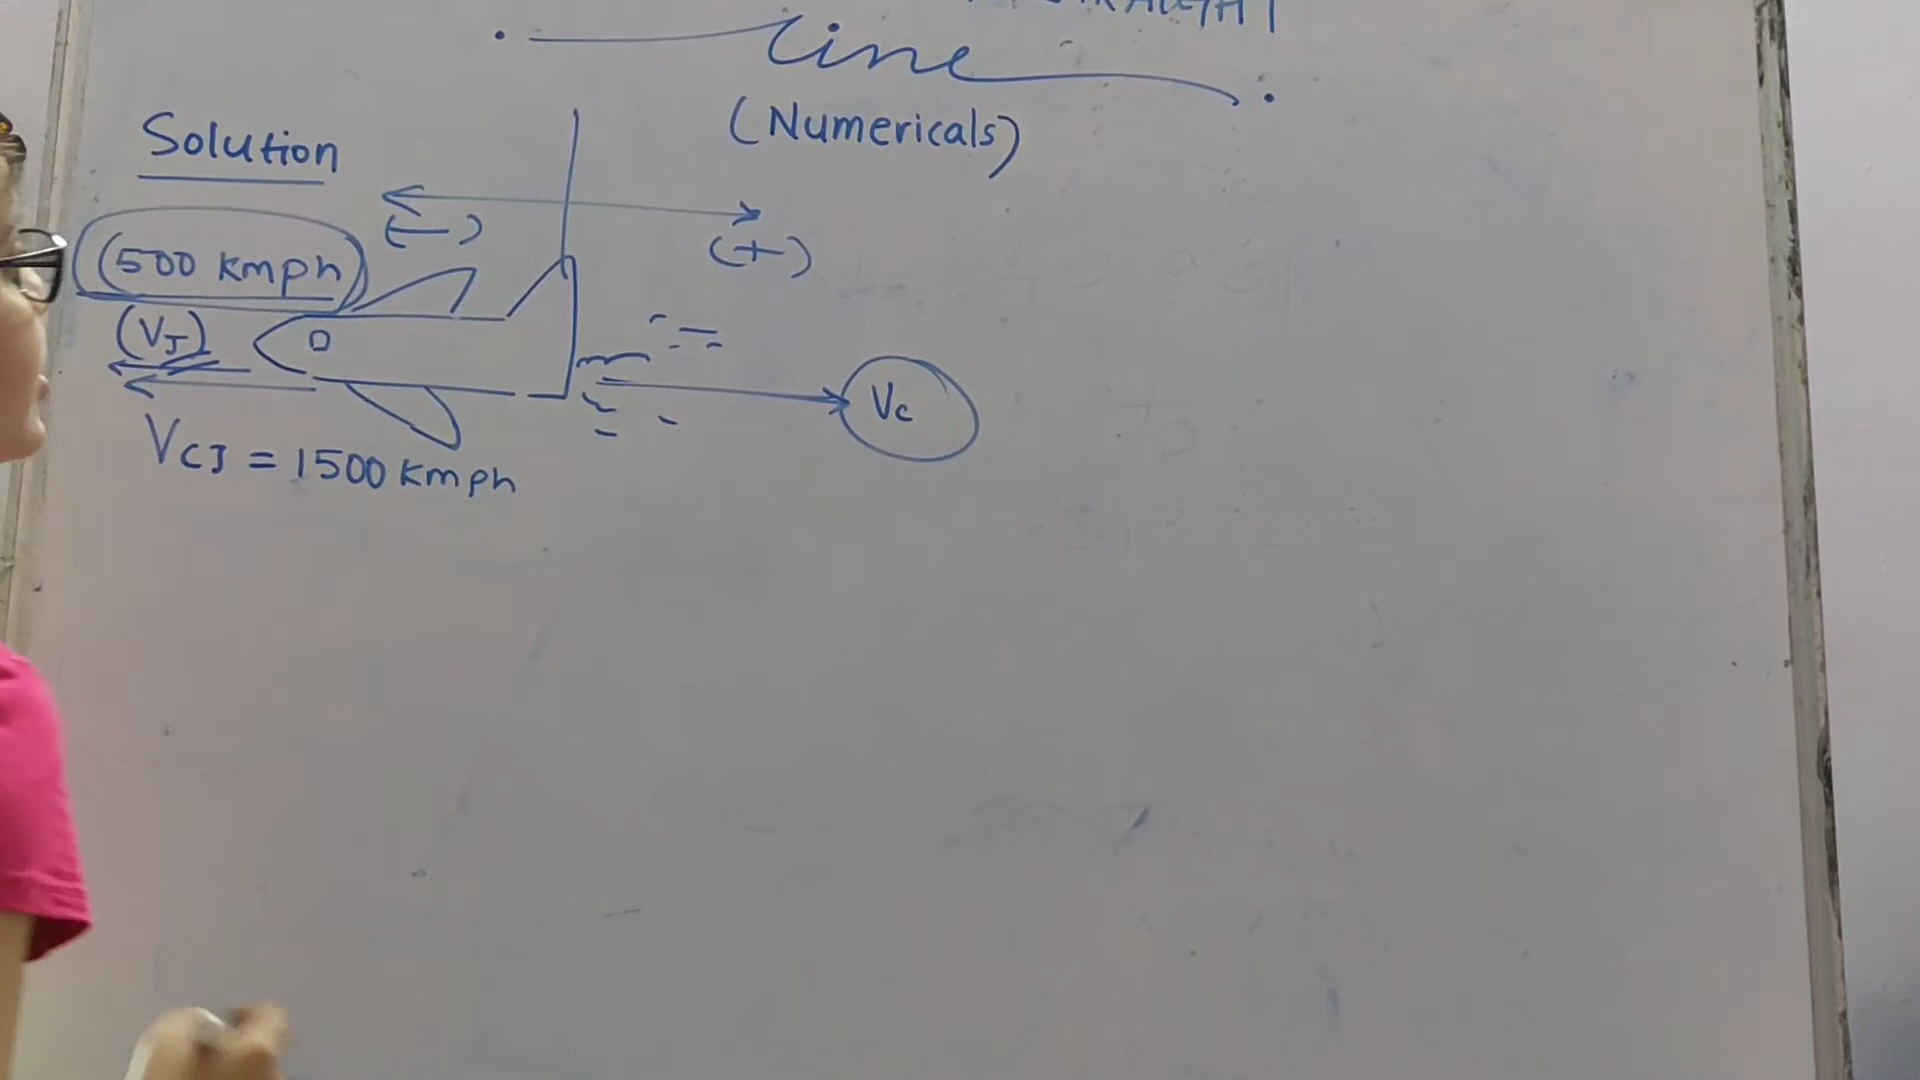 Line
(Numericals)
Solution
(-)
(+)
(500 kmph)
(VJ)
Vc
VCJ = 1500 kmph